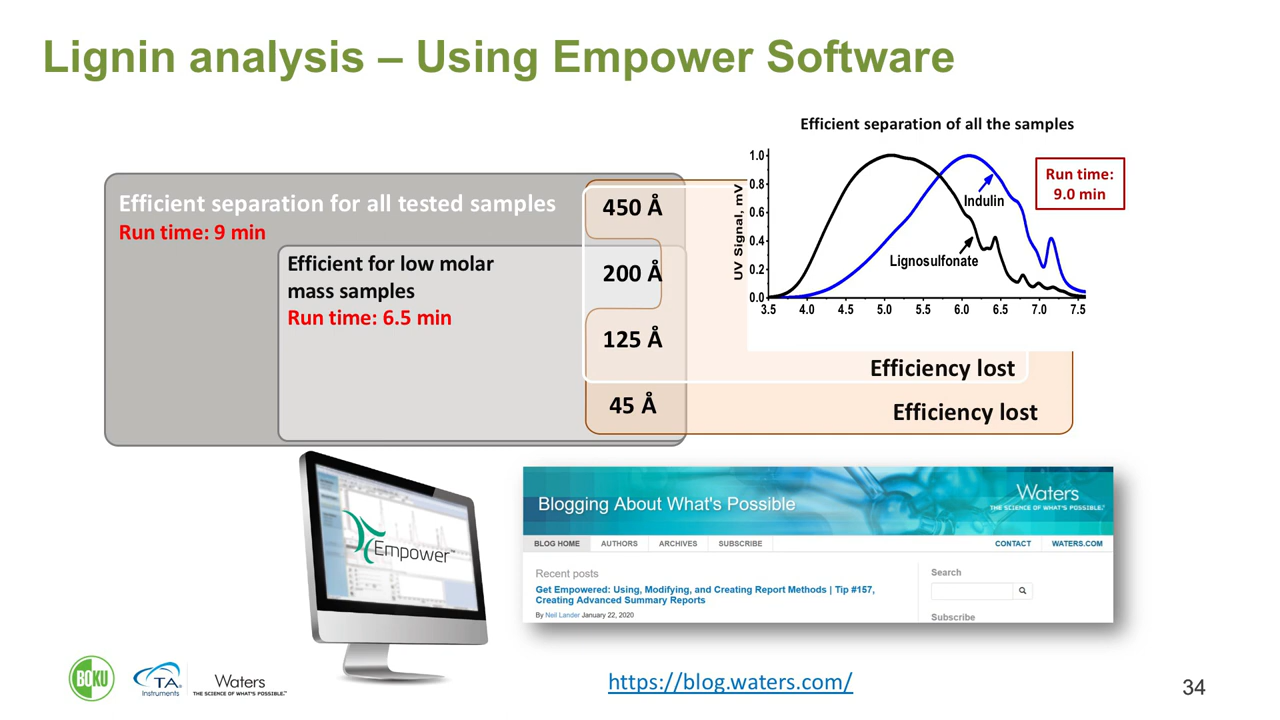 Lignin analysis – Using Empower Software
Efficient separation of all the samples
Efficient separation for all tested samples
Run time: 9 min
Efficient for low molar
mass samples
Run time: 6.5 min
450 Å
200 Å
125 Å
45 Å
UV Signal, mV
1.0
0.8
0.6
0.4
0.2
0.0
3.5 4.0 4.5 5.0 5.5 6.0 6.5 7.0 7.5
Indulin
Lignosulfonate
Run time:
9.0 min
Efficiency lost
Efficiency lost
Empower™
Blogging About What's Possible
Waters
THE SCIENCE OF WHAT'S POSSIBLE.™
BLOG HOME AUTHORS ARCHIVES SUBSCRIBE CONTACT WATERS.COM
Recent posts
Get Empowered: Using, Modifying, and Creating Report Methods | Tip #157,
Creating Advanced Summary Reports
By Neil Lander January 22, 2020
Search
Subscribe
BOKU
TA
Instruments
Waters
THE SCIENCE OF WHAT'S POSSIBLE.™
https://blog.waters.com/
34